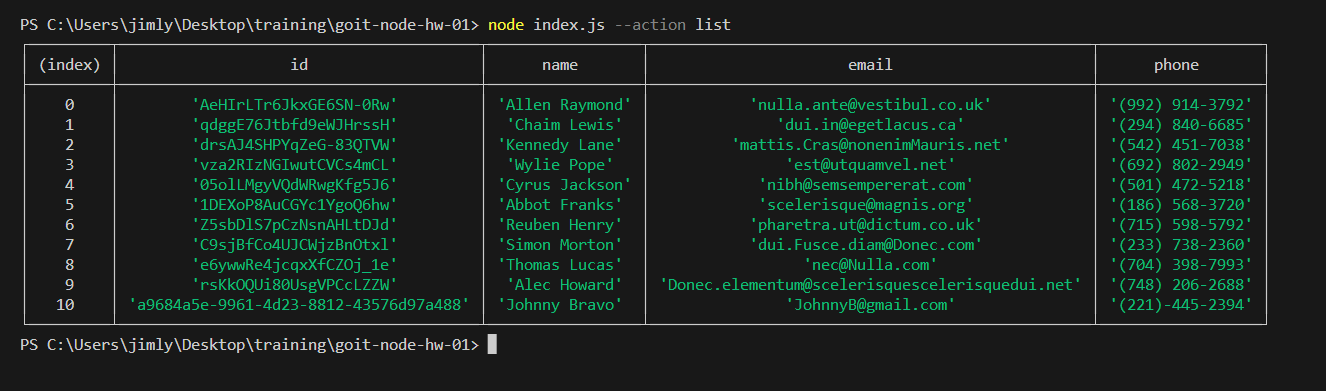 PS C:\Users\jimly\Desktop\training\goit-node-hw-01> node index.js --action list
(index) id name email phone
0 'AeHIrLTr6JkxGE6SN-0Rw' 'Allen Raymond' 'nulla.ante@vestibul.co.uk' '(992) 914-3792'
1 'qdggE76Jtbfd9eWJHrssH' 'Chaim Lewis' 'dui.in@egetlacus.ca' '(294) 840-6685'
2 'drsAJ4SHPYqZeG-83QTVW' 'Kennedy Lane' 'mattis.Cras@nonenimMauris.net' '(542) 451-7038'
3 'vza2RIzNGIwutCVCs4mCL' 'Wylie Pope' 'est@utquamvel.net' '(692) 802-2949'
4 '05olLMgyVQdWRwgKfg5J6' 'Cyrus Jackson' 'nibh@semsempererat.com' '(501) 472-5218'
5 '1DEXoP8AuCGYc1YgoQ6hw' 'Abbot Franks' 'scelerisque@magnis.org' '(186) 568-3720'
6 'Z5sbDlS7pCzNsnAHLtDJd' 'Reuben Henry' 'pharetra.ut@dictum.co.uk' '(715) 598-5792'
7 'C9sjBfCo4UJCWjzBnOtxl' 'Simon Morton' 'dui.Fusce.diam@Donec.com' '(233) 738-2360'
8 'e6ywwRe4jcqxXfCZOj_1e' 'Thomas Lucas' 'nec@Nulla.com' '(704) 398-7993'
9 'rsKkOQUi80UsgVPCcLZZW' 'Alec Howard' 'Donec.elementum@scelerisquescelerisquedui.net' '(748) 206-2688'
10 'a9684a5e-9961-4d23-8812-43576d97a488' 'Johnny Bravo' 'JohnnyB@gmail.com' '(221)-445-2394'
PS C:\Users\jimly\Desktop\training\goit-node-hw-01>